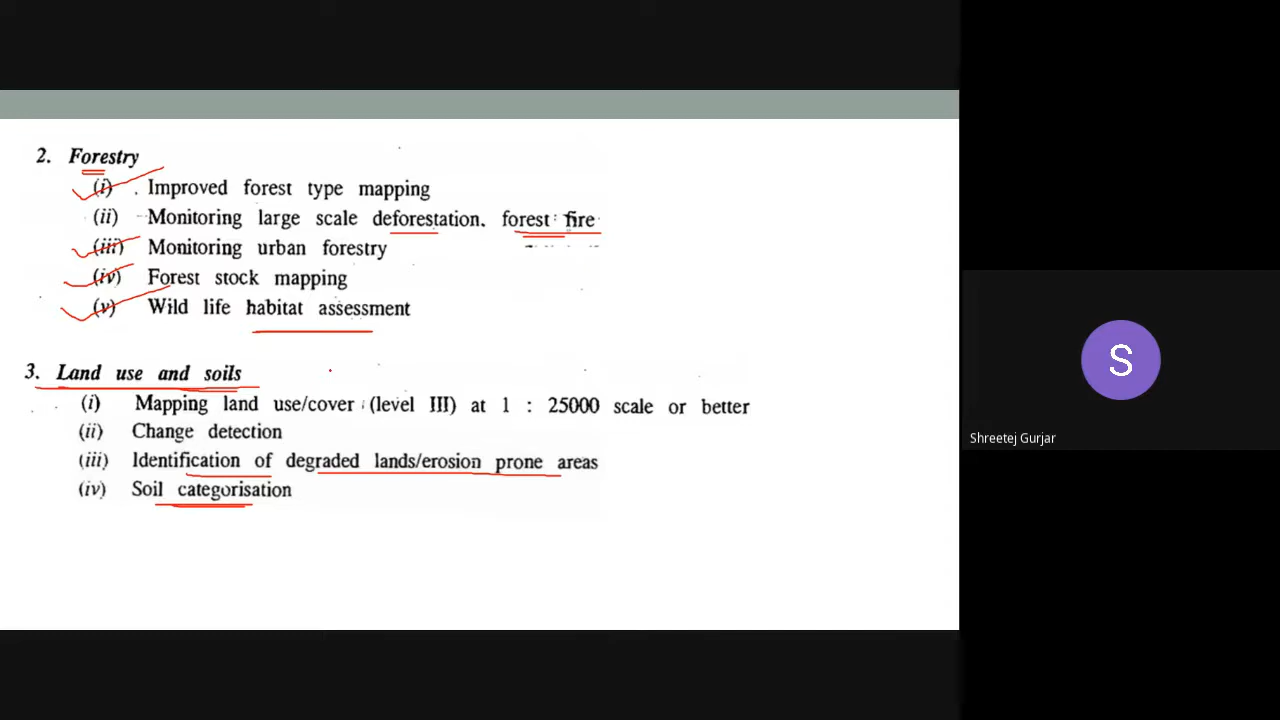 2. Forestry
(i) Improved forest type mapping
(ii) Monitoring large scale deforestation, forest fire
(iii) Monitoring urban forestry
(iv) Forest stock mapping
(v) Wild life habitat assessment
3. Land use and soils
(i) Mapping land use/cover (level III) at 1 : 25000 scale or better
(ii) Change detection
(iii) Identification of degraded lands/erosion prone areas
(iv) Soil categorisation
S
Shreetej Gurjar